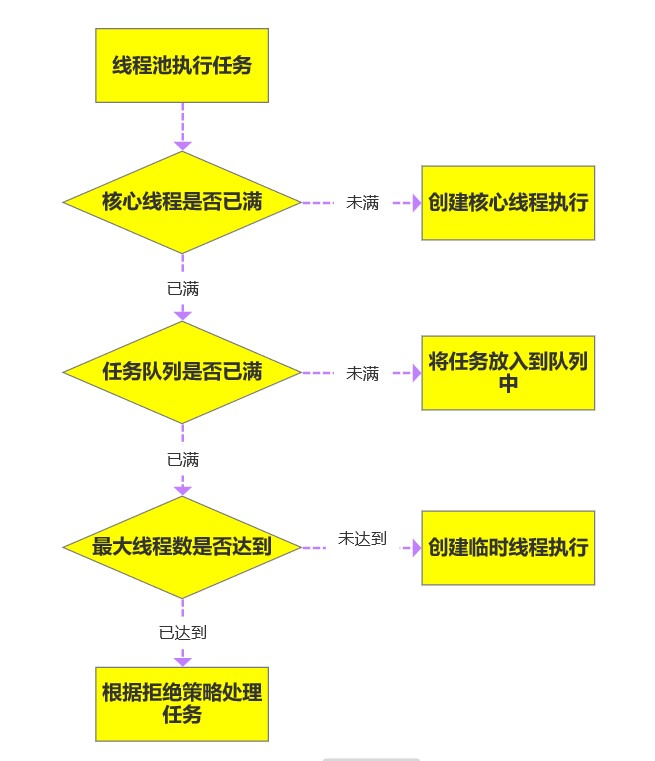 线程池执行任务
核心线程是否已满
未满
创建核心线程执行
已满
任务队列是否已满
未满
将任务放入到队列
中
已满
最大线程数是否达到
未达到
创建临时线程执行
已达到
根据拒绝策略处理
任务